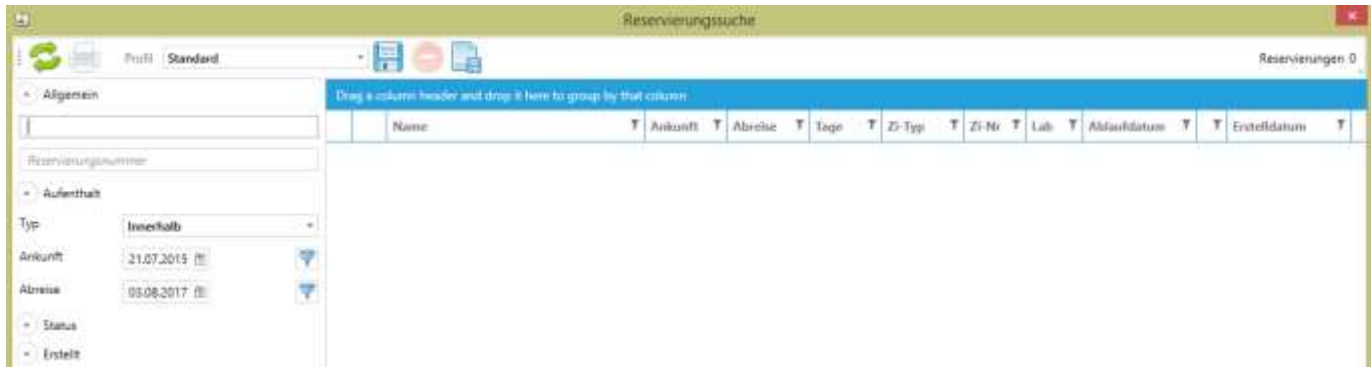 Reservierungssuche
Profil Standard Reservierungen 0
Allgemein
Drag a column header and drop it here to group by that column
Name Ankunft Abreise Tage Zi-Typ Zi-Nr Lab Ablaufdatum Erstelldatum
Reservierungsnummer
Aufenthalt
Typ Innerhalb
Ankunft 21.07.2015
Abreise 03.08.2017
Status
Erstellt